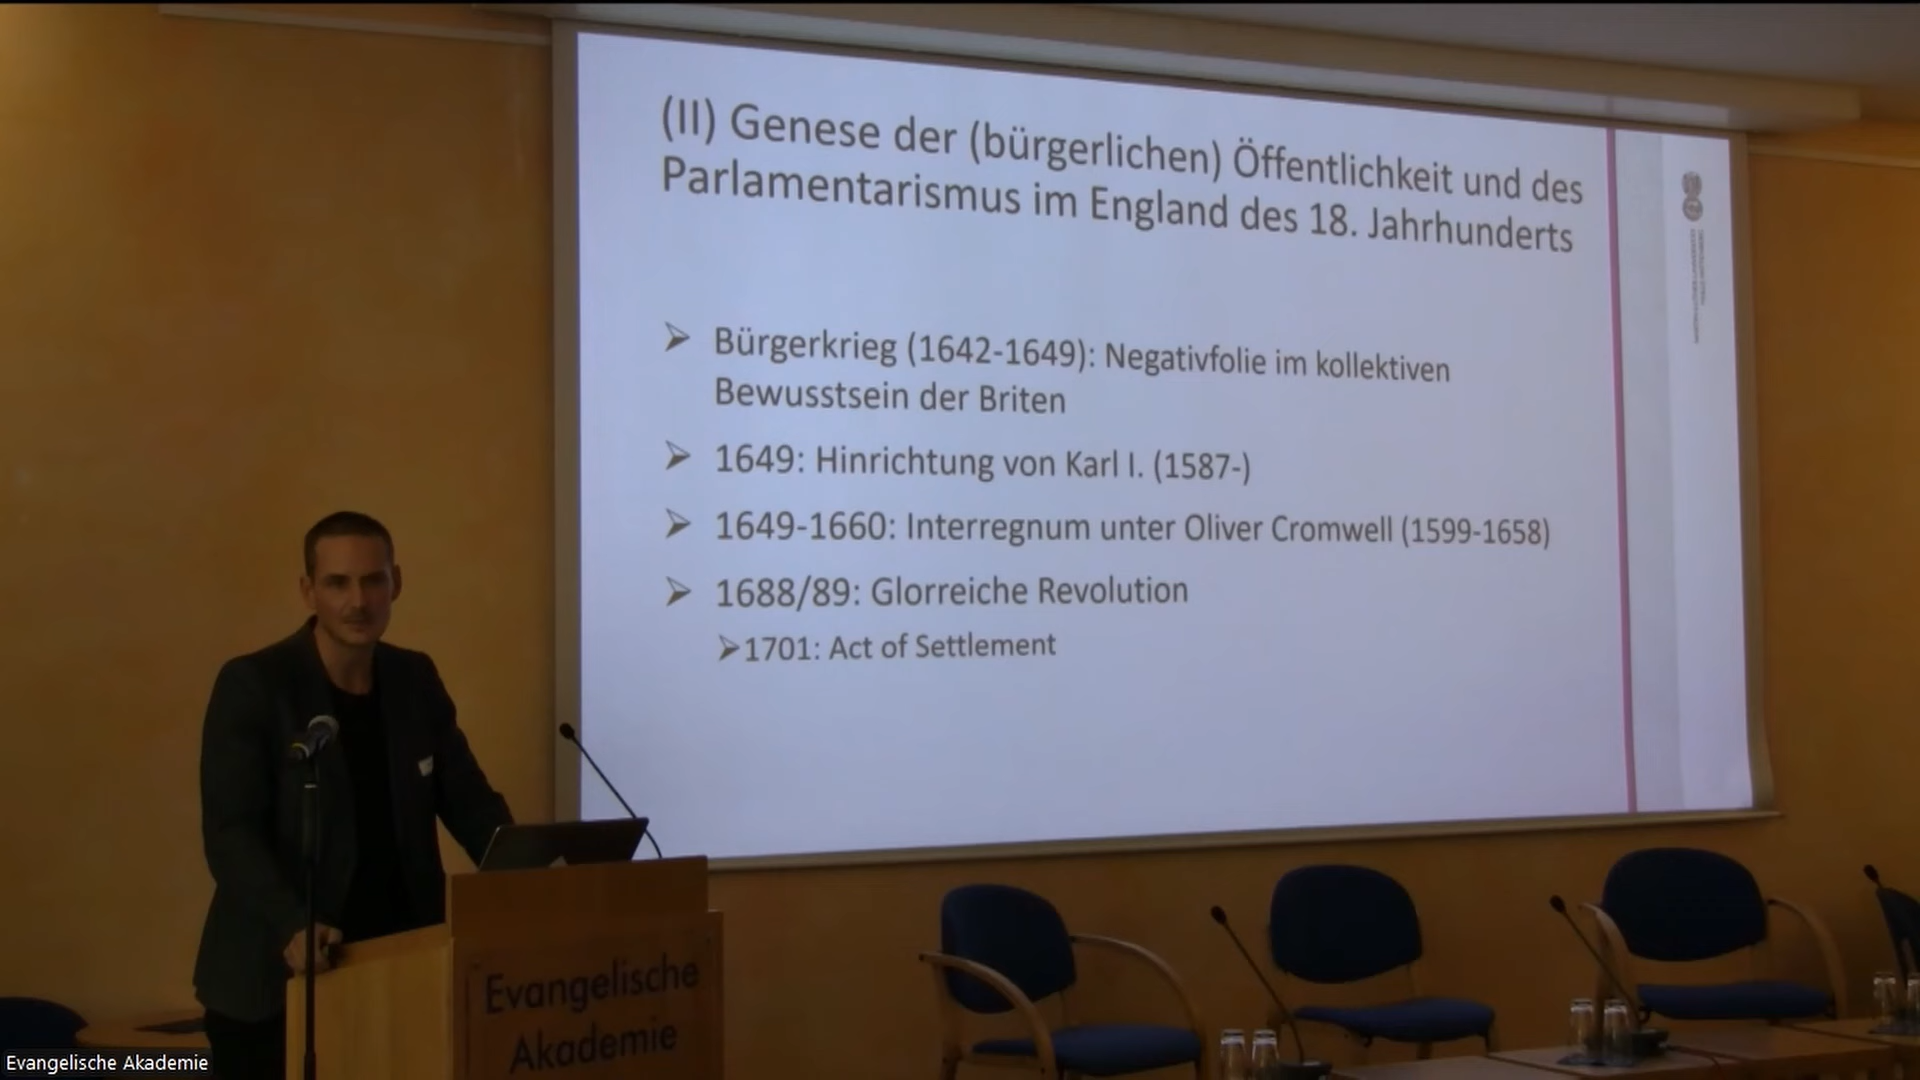 (II) Genese der (bürgerlichen) Öffentlichkeit und des
Parlamentarismus im England des 18. Jahrhunderts
➢ Bürgerkrieg (1642-1649): Negativfolie im kollektiven
Bewusstsein der Briten
➢ 1649: Hinrichtung von Karl I. (1587-)
➢ 1649-1660: Interregnum unter Oliver Cromwell (1599-1658)
➢ 1688/89: Glorreiche Revolution
➢1701: Act of Settlement
Evangelische
Akademie
Evangelische Akademie